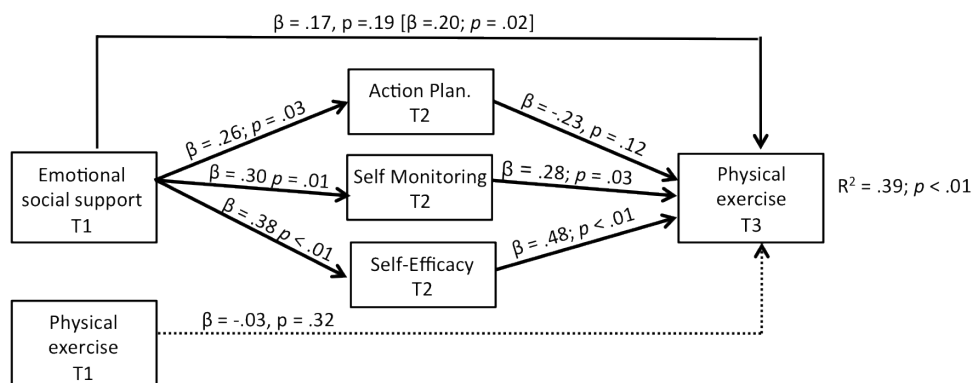 β = .17, p =.19 [β =.20; p = .02]
Action Plan.
T2
β = .26; p = .03
β = -.23, p = .12
Emotional
social support
T1
β = .30 p = .01
Self Monitoring
T2
β = .28; p = .03
Physical
exercise
T3
R² = .39; p < .01
β = .38 p < .01
Self-Efficacy
T2
β = .48; p < .01
Physical
exercise
T1
β = -.03, p = .32